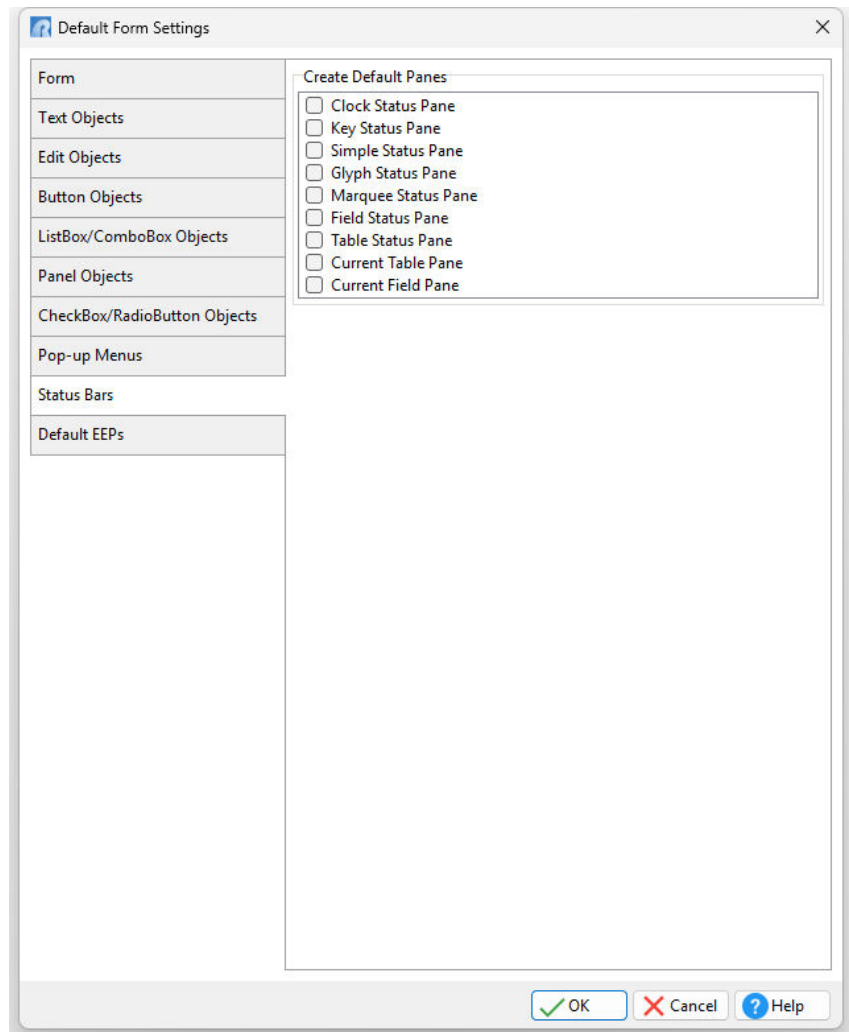 Default Form Settings
Form
Text Objects
Edit Objects
Button Objects
ListBox/ComboBox Objects
Panel Objects
CheckBox/RadioButton Objects
Pop-up Menus
Status Bars
Default EEPs
Create Default Panes
Clock Status Pane
Key Status Pane
Simple Status Pane
Glyph Status Pane
Marquee Status Pane
Field Status Pane
Table Status Pane
Current Table Pane
Current Field Pane
OK
Cancel
Help